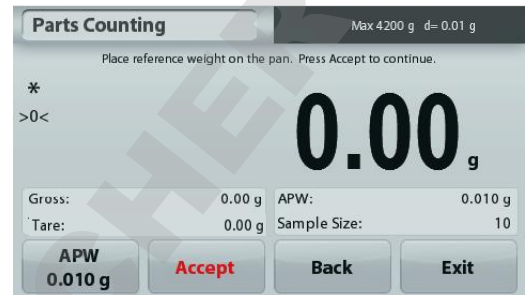 Parts Counting
Max 4200 g d= 0.01 g
Place reference weight on the pan. Press Accept to continue.
*
>0<
0.00 g
Gross: 0.00 g APW: 0.010 g
Tare: 0.00 g Sample Size: 10
APW
0.010 g
Accept
Back
Exit